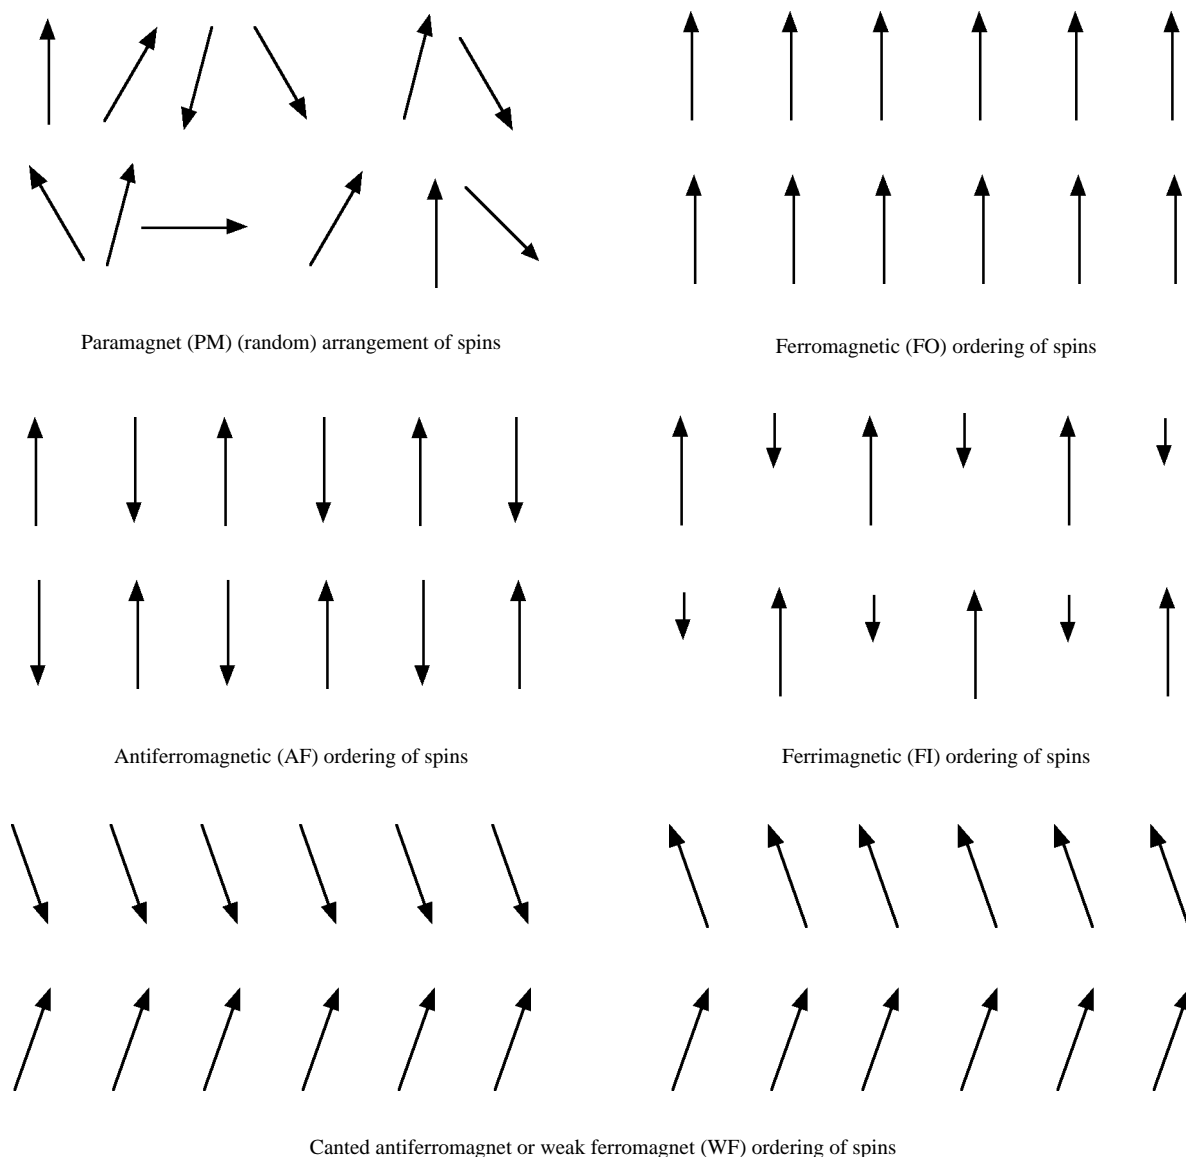 Paramagnet (PM) (random) arrangement of spins
Ferromagnetic (FO) ordering of spins
Antiferromagnetic (AF) ordering of spins
Ferrimagnetic (FI) ordering of spins
Canted antiferromagnet or weak ferromagnet (WF) ordering of spins